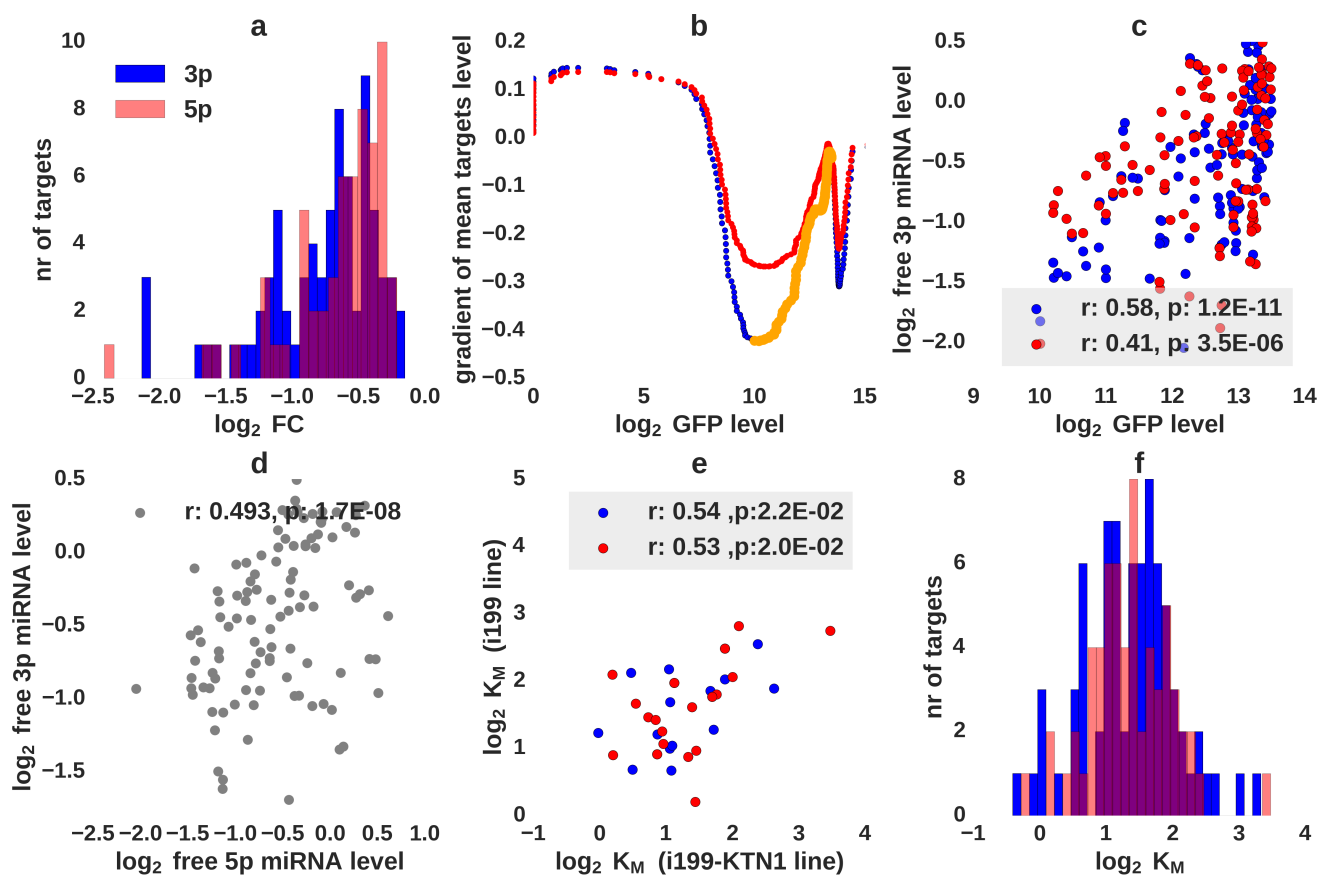 a
nr of targets
10
8
6
4
2
0
3p
5p
−2.5
−2.0
−1.5
−1.0
−0.5
0.0
log₂ FC
b
gradient of mean targets level
0.2
0.1
0.0
−0.1
−0.2
−0.3
−0.4
−0.5
0
5
10
15
log₂ GFP level
c
log₂ free 3p miRNA level
0.5
0.0
−0.5
−1.0
−1.5
−2.0
r: 0.58, p: 1.2E-11
r: 0.41, p: 3.5E-06
9
10
11
12
13
14
log₂ GFP level
d
log₂ free 3p miRNA level
0.5
0.0
−0.5
−1.0
−1.5
r: 0.493, p: 1.7E-08
−2.5
−2.0
−1.5
−1.0
−0.5
0.0
0.5
1.0
log₂ free 5p miRNA level
e
log₂ K_M (i199 line)
5
4
3
2
1
0
r: 0.54 ,p:2.2E-02
r: 0.53 ,p:2.0E-02
−1
0
1
2
3
4
log₂ K_M (i199-KTN1 line)
f
nr of targets
8
6
4
2
0
−1
0
1
2
3
4
log₂ K_M